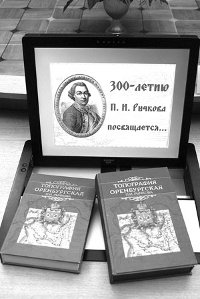 300-летию
П. И. Рычкова
посвящается...
ТОПОГРАФИЯ
ОРЕНБУРГСКАЯ
ТОПОГРАФИЯ
ОРЕНБУРГСКАЯ